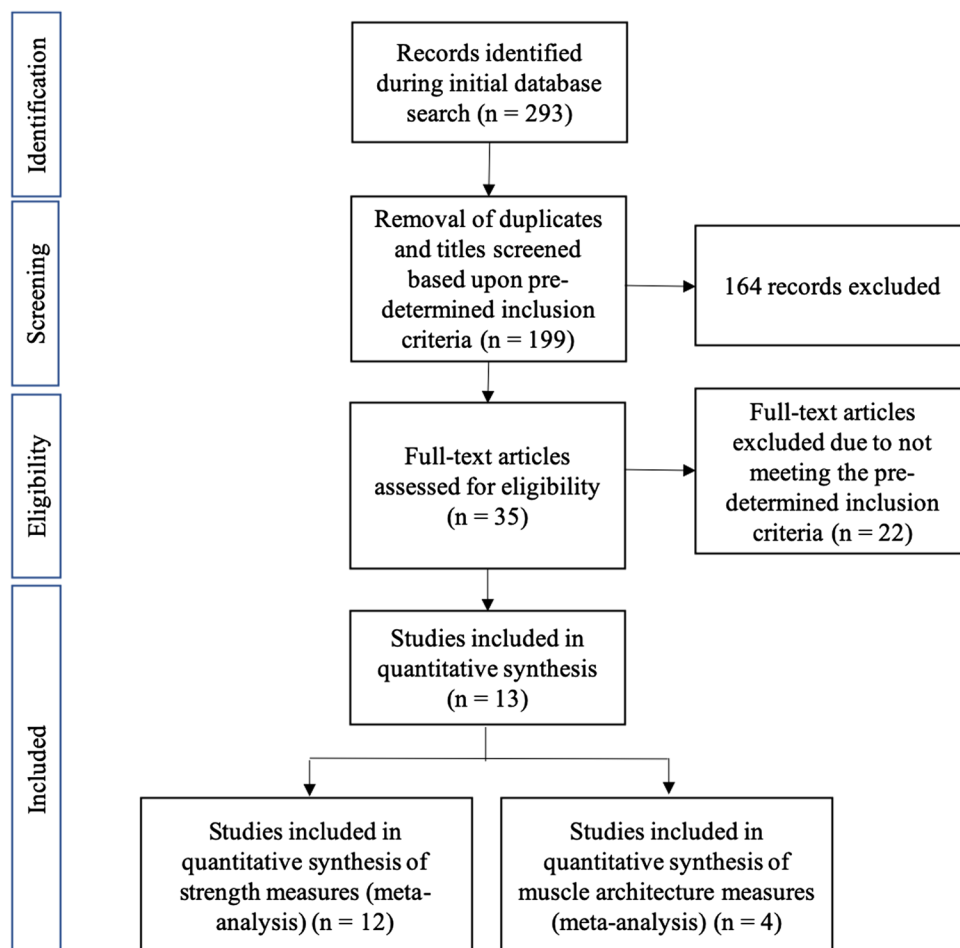 Identification
Records identified
during initial database
search (n = 293)
Screening
Removal of duplicates
and titles screened
based upon pre-
determined inclusion
criteria (n = 199)
164 records excluded
Eligibility
Full-text articles
assessed for eligibility
(n = 35)
Full-text articles
excluded due to not
meeting the pre-
determined inclusion
criteria (n = 22)
Included
Studies included in
quantitative synthesis
(n = 13)
Studies included in
quantitative synthesis of
strength measures (meta-
analysis) (n = 12)
Studies included in
quantitative synthesis of
muscle architecture measures
(meta-analysis) (n = 4)